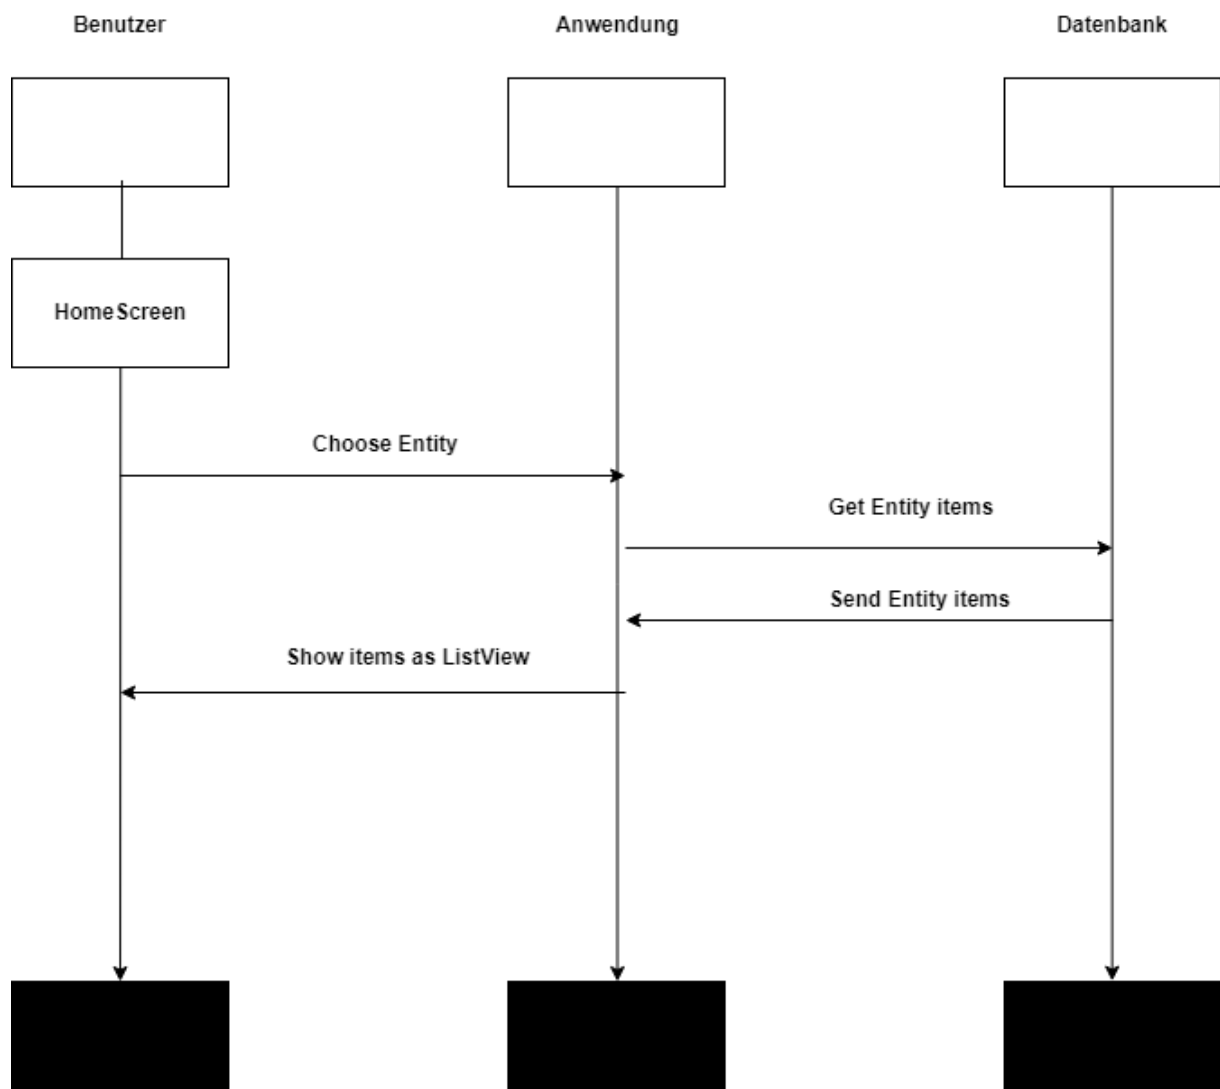 Benutzer
Anwendung
Datenbank
HomeScreen
Choose Entity
Get Entity items
Send Entity items
Show items as ListView